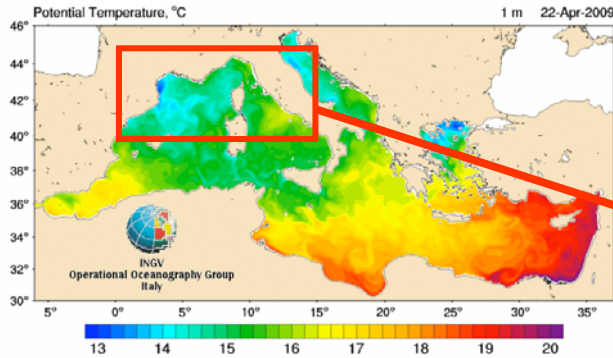 Potential Temperature, °C 1 m 22-Apr-2009
46°
44°
42°
40°
38°
36°
34°
32°
30°
INGV
Operational Oceanography Group
Italy
5° 0° 5° 10° 15° 20° 25° 30° 35°
13 14 15 16 17 18 19 20